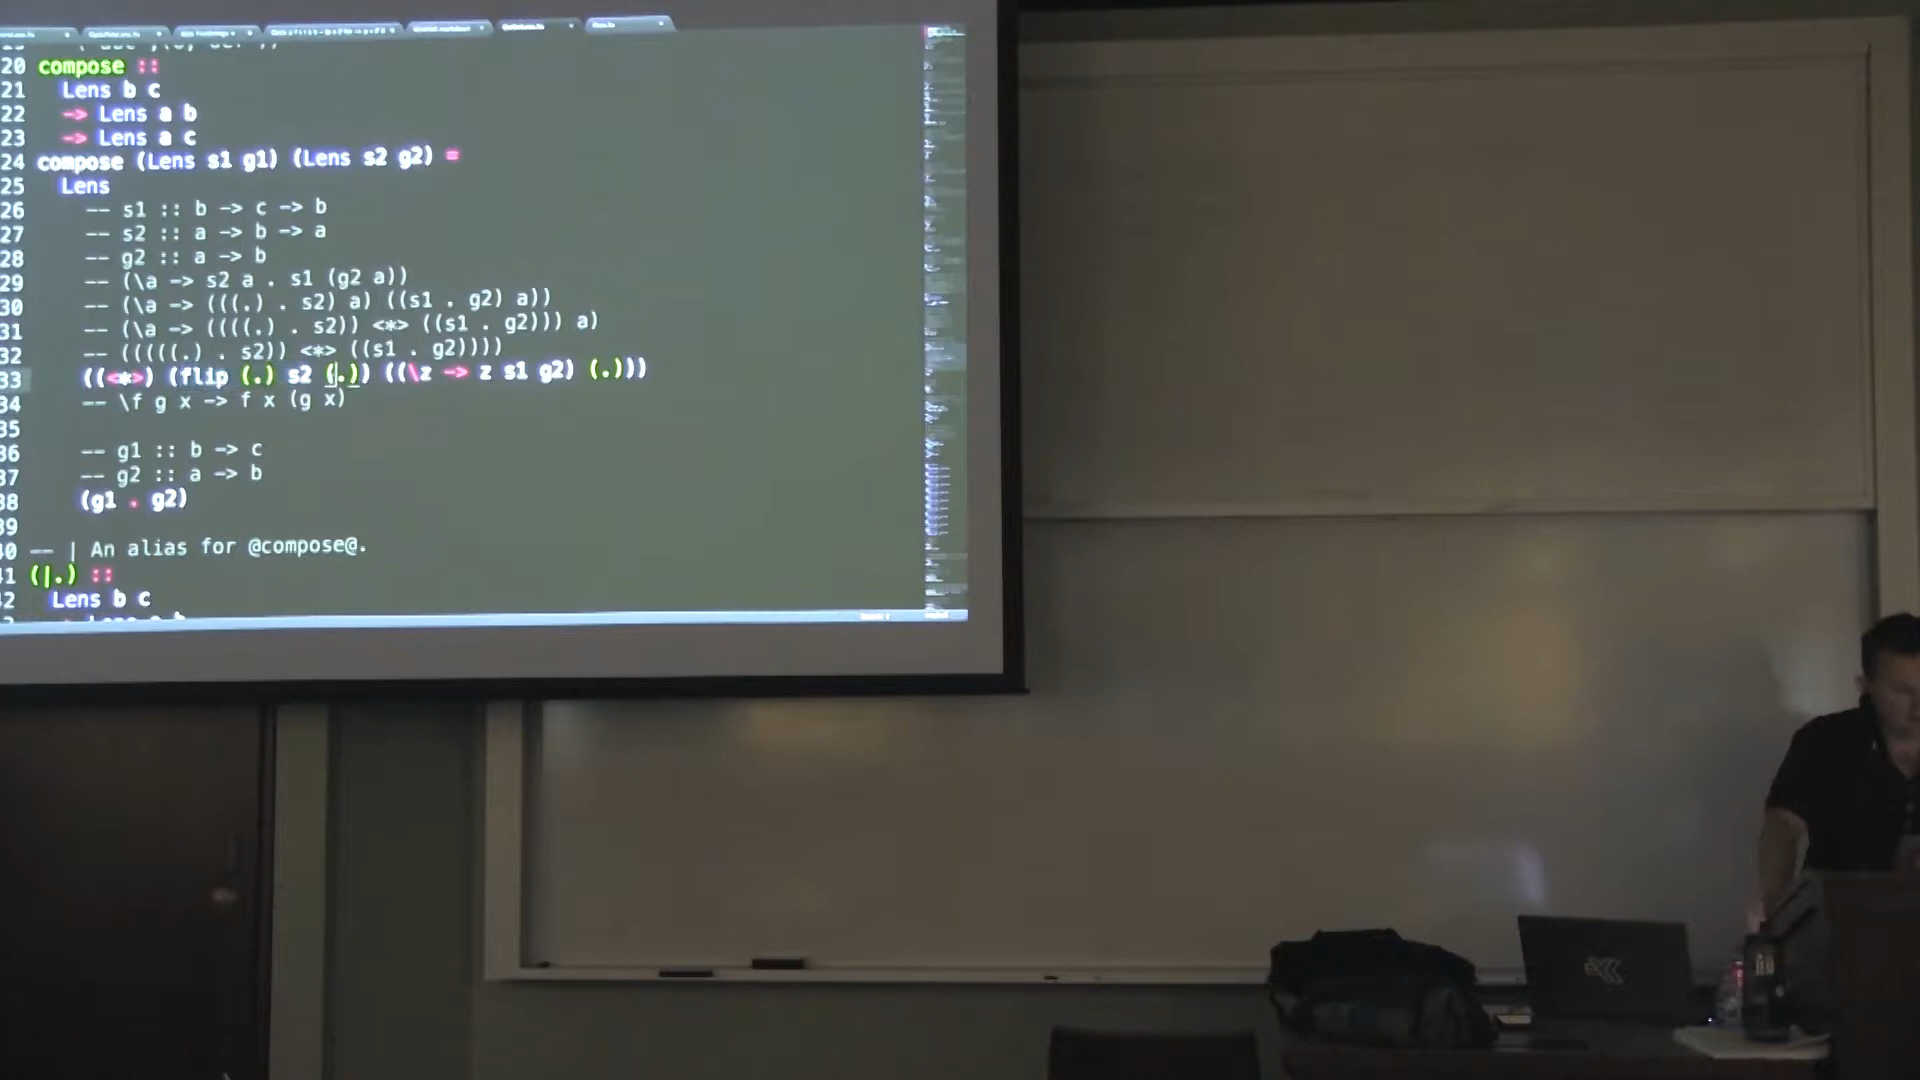 20 compose ::
21 Lens b c
22 -> Lens a b
23 -> Lens a c
24 compose (Lens s1 g1) (Lens s2 g2) =
25 Lens
26 -- s1 :: b -> c -> b
27 -- s2 :: a -> b -> a
28 -- g2 :: a -> b
29 -- (\a -> s2 a . s1 (g2 a))
30 -- (\a -> (((.) . s2) a) ((s1 . g2) a))
31 -- (\a -> ((((.) . s2)) <*> ((s1 . g2))) a)
32 -- (((((.) . s2)) <*> ((s1 . g2))))
33 ((<*>) (flip (.) s2 (.)) ((\z -> z s1 g2) (.)))
34 -- \f g x -> f x (g x)
35
36 -- g1 :: b -> c
37 -- g2 :: a -> b
38 (g1 . g2)
39
40 -- | An alias for @compose@.
41 (|.) ::
42 Lens b c